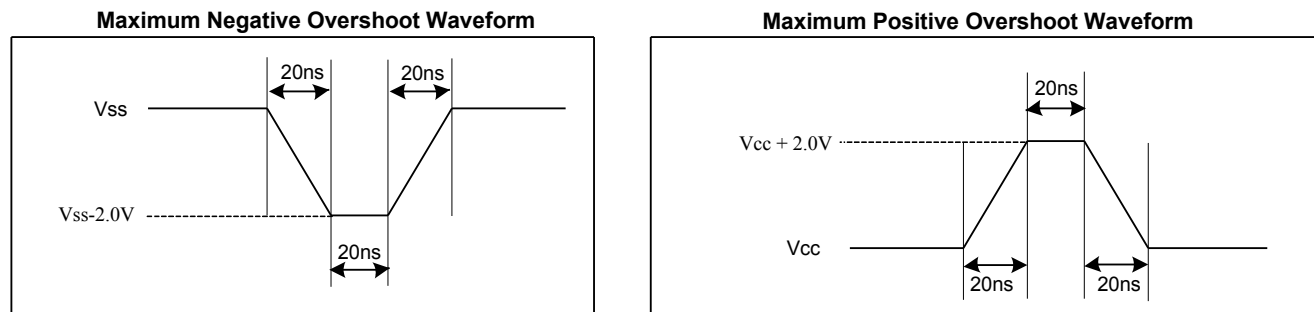 Maximum Negative Overshoot Waveform
20ns
20ns
Vss
Vss-2.0V
20ns
Maximum Positive Overshoot Waveform
20ns
Vcc + 2.0V
Vcc
20ns
20ns